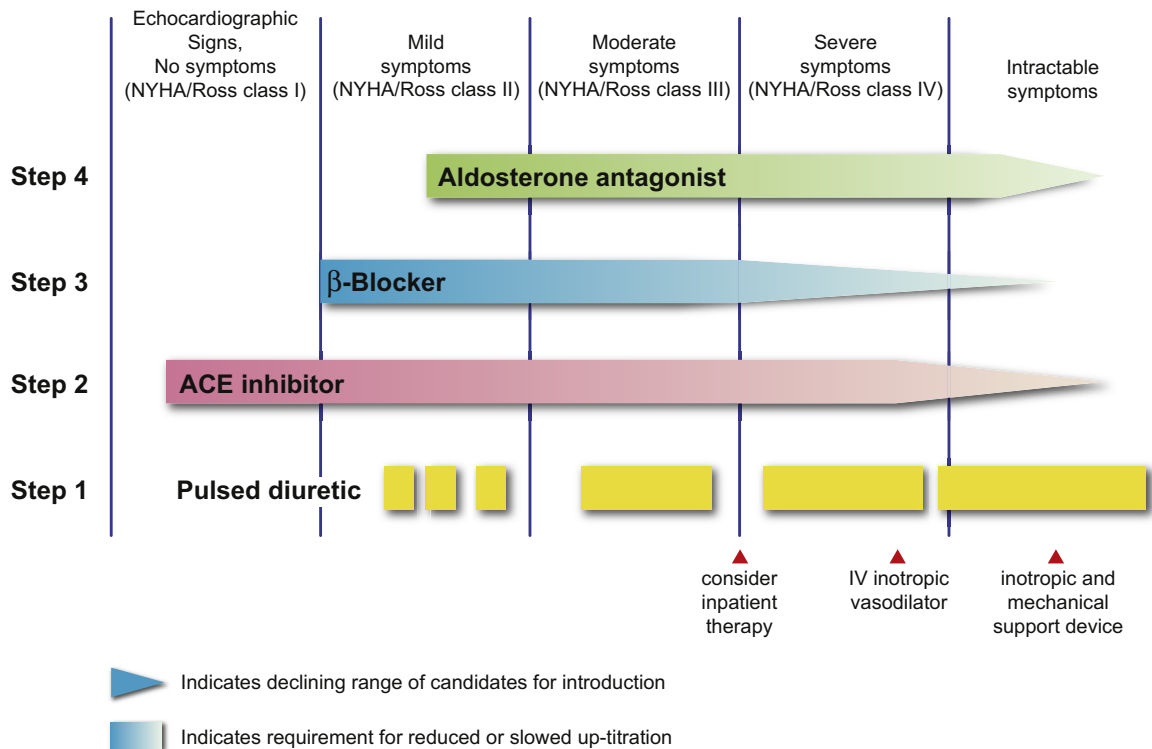 Echocardiographic
Signs,
No symptoms
(NYHA/Ross class I)
Mild
symptoms
(NYHA/Ross class II)
Moderate
symptoms
(NYHA/Ross class III)
Severe
symptoms
(NYHA/Ross class IV)
Intractable
symptoms
Step 4
Aldosterone antagonist
Step 3
β-Blocker
Step 2
ACE inhibitor
Step 1
Pulsed diuretic
consider
inpatient
therapy
IV inotropic
vasodilator
inotropic and
mechanical
support device
Indicates declining range of candidates for introduction
Indicates requirement for reduced or slowed up-titration